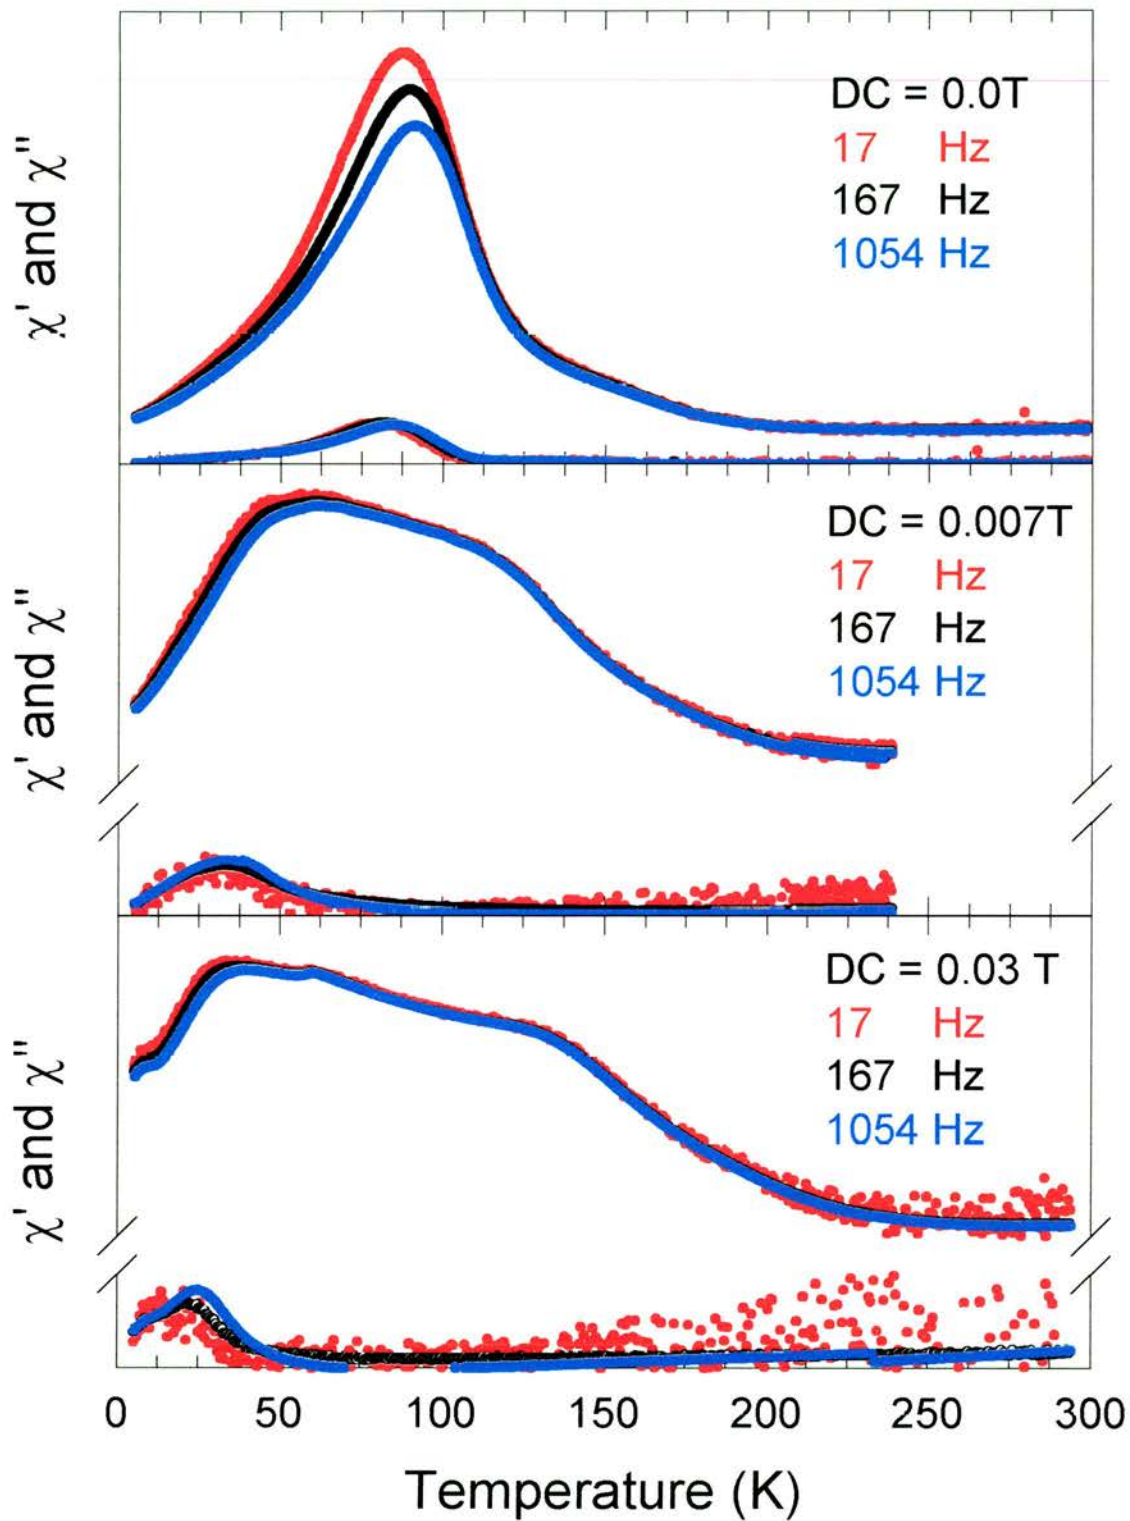 χ' and χ"
DC = 0.0T
17 Hz
167 Hz
1054 Hz
χ' and χ"
DC = 0.007T
17 Hz
167 Hz
1054 Hz
χ' and χ"
DC = 0.03 T
17 Hz
167 Hz
1054 Hz
0 50 100 150 200 250 300
Temperature (K)